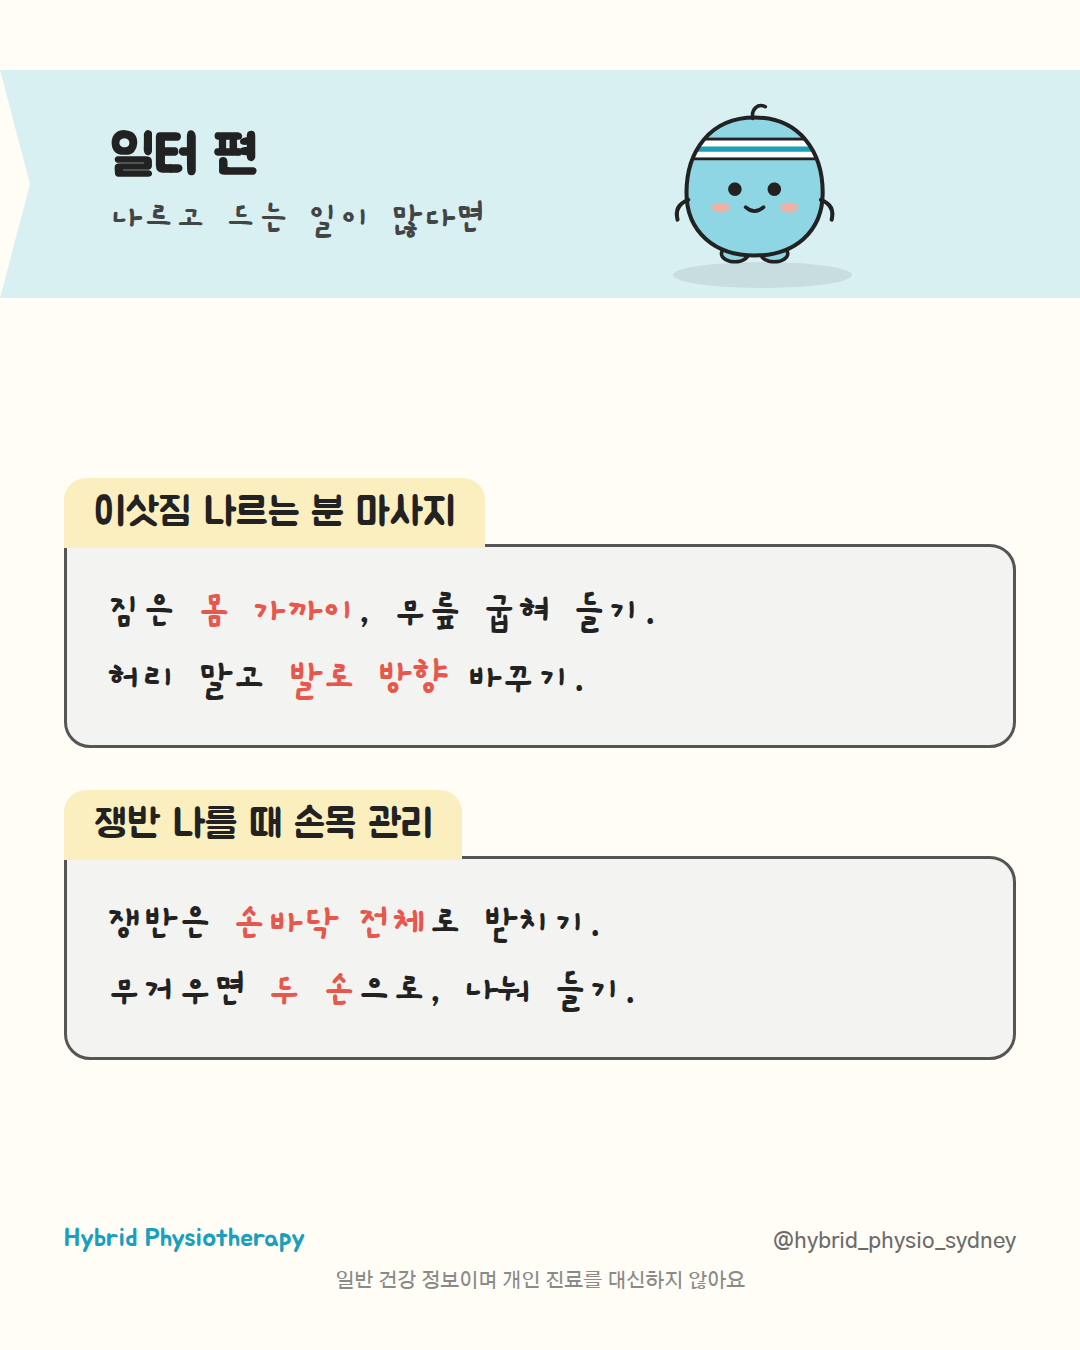 일터 편
나르고 드는 일이 많다면
이삿짐 나르는 분 마사지
짐은 몸 가까이, 무릎 굽혀 들기.
허리 말고 발로 방향 바꾸기.
쟁반 나를 때 손목 관리
쟁반은 손바닥 전체로 받치기.
무거우면 두 손으로, 나눠 들기.
Hybrid Physiotherapy
@hybrid_physio_sydney
일반 건강 정보이며 개인 진료를 대신하지 않아요